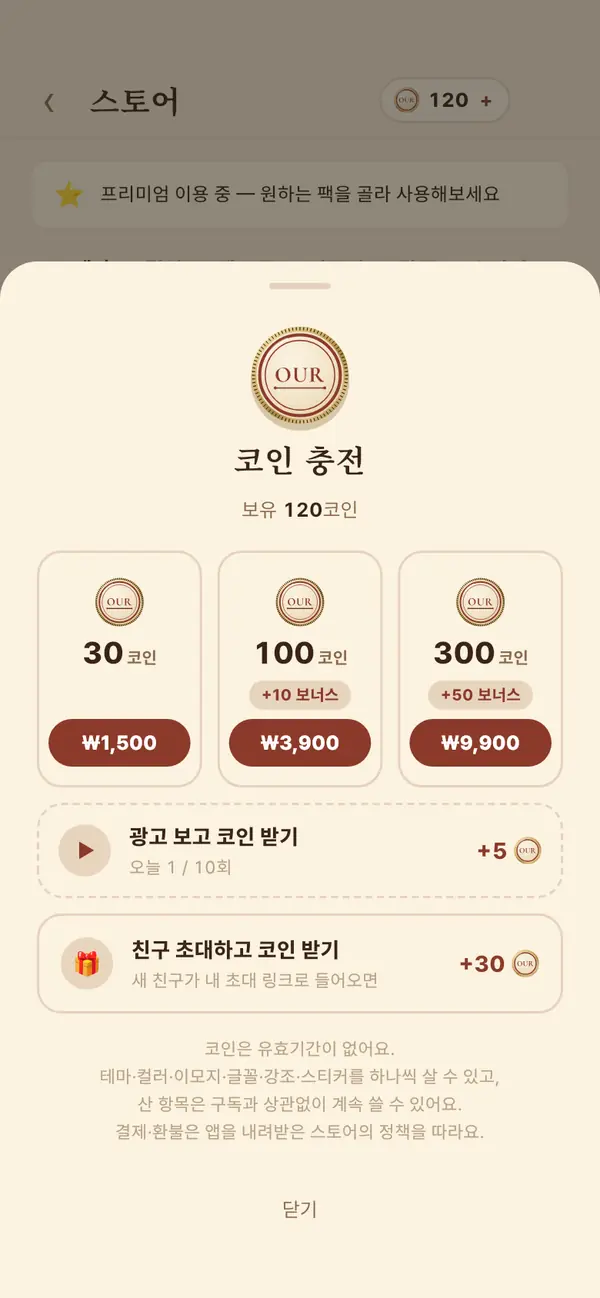 스토어
OUR 120 +
프리미엄 이용 중 — 원하는 팩을 골라 사용해보세요
OUR
코인 충전
보유 120코인
OUR
30 코인
₩1,500
OUR
100 코인
+10 보너스
₩3,900
OUR
300 코인
+50 보너스
₩9,900
광고 보고 코인 받기
오늘 1 / 10회
+5 OUR
친구 초대하고 코인 받기
새 친구가 내 초대 링크로 들어오면
+30 OUR
코인은 유효기간이 없어요.
테마·컬러·이모지·글꼴·강조·스티커를 하나씩 살 수 있고,
산 항목은 구독과 상관없이 계속 쓸 수 있어요.
결제·환불은 앱을 내려받은 스토어의 정책을 따라요.
닫기